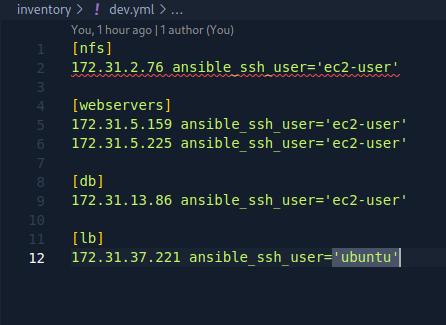 inventory > ! dev.yml > ...
You, 1 hour ago | 1 author (You)
1 [nfs]
2 172.31.2.76 ansible_ssh_user='ec2-user'
3
4 [webservers]
5 172.31.5.159 ansible_ssh_user='ec2-user'
6 172.31.5.225 ansible_ssh_user='ec2-user'
7
8 [db]
9 172.31.13.86 ansible_ssh_user='ec2-user'
10
11 [lb]
12 172.31.37.221 ansible_ssh_user='ubuntu'